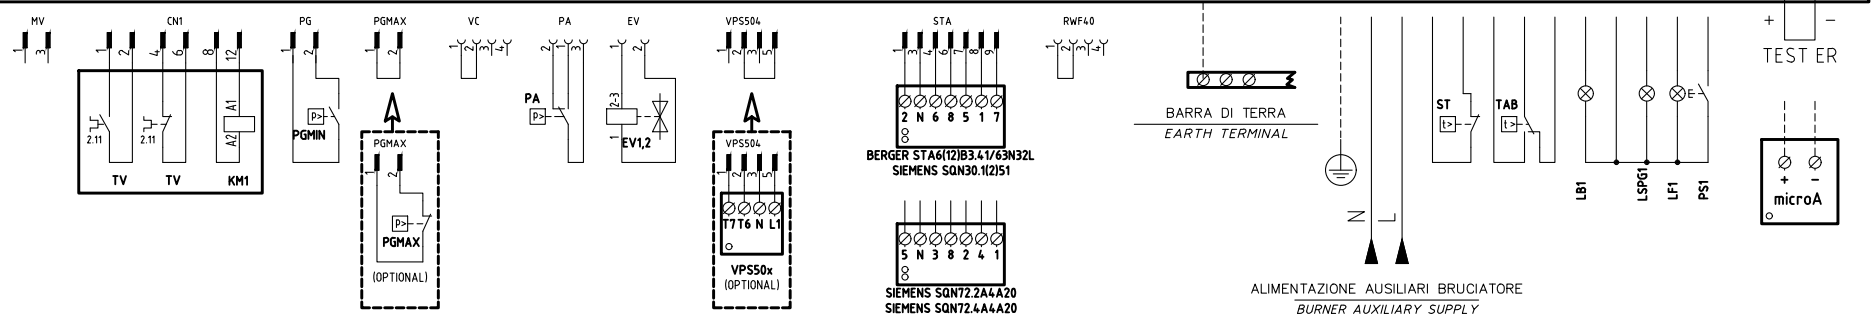 MV CN1 PG PGMAX VC PA EV VPS504 STA RWF40
1 3 1 2 4 6 8 12 1 2 1 2 1 2 3 4 2 1 3 1 2 3 5 1 3 4 6 7 8 9 1 2 3 4
+ −
TESTER
A1
A2
2.11
2.11
TV TV KM1
P>
PGMIN
PGMAX
1 2
P>
PGMAX
(OPTIONAL)
PA
P>
2-3
1
EV1,2
VPS504
1 2 3 5
T7 T6 N L1
VPS50x
(OPTIONAL)
2 N 6 8 5 1 7
BERGER STA6(12)B3.41/63N32L
SIEMENS SQN30.1(2)51
5 N 3 8 2 4 1
SIEMENS SQN72.2A4A20
SIEMENS SQN72.4A4A20
BARRA DI TERRA
EARTH TERMINAL
N L
ALIMENTAZIONE AUSILIARI BRUCIATORE
BURNER AUXILIARY SUPPLY
ST
t>
TAB
t>
E
LB1 LSPG1 LF1 PS1
+ −
microA